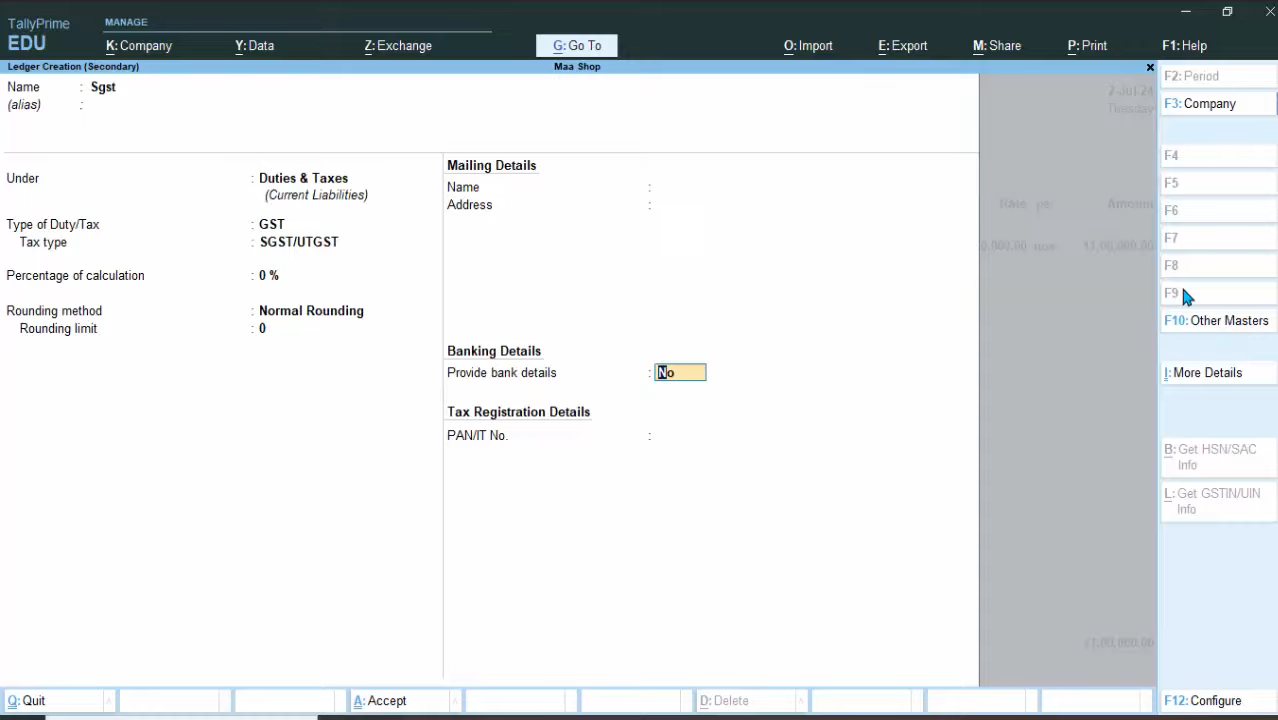 TallyPrime
MANAGE
EDU
K: Company
Y: Data
Z: Exchange
G: Go To
O: Import
E: Export
M: Share
P: Print
F1: Help
Ledger Creation (Secondary)
Maa Shop
x
Name : Sgst
(alias) :
Under : Duties & Taxes
(Current Liabilities)
Type of Duty/Tax : GST
Tax type : SGST/UTGST
Percentage of calculation : 0 %
Rounding method : Normal Rounding
Rounding limit : 0
Mailing Details
Name :
Address :
Banking Details
Provide bank details : No
Tax Registration Details
PAN/IT No. :
Tuesday
Rate per
Amount
F2: Period
F3: Company
F4
F5
F6
F7
F8
F9
F10: Other Masters
I: More Details
B: Get HSN/SAC
Info
L: Get GSTIN/UIN
Info
Q: Quit
A: Accept
D: Delete
F12: Configure